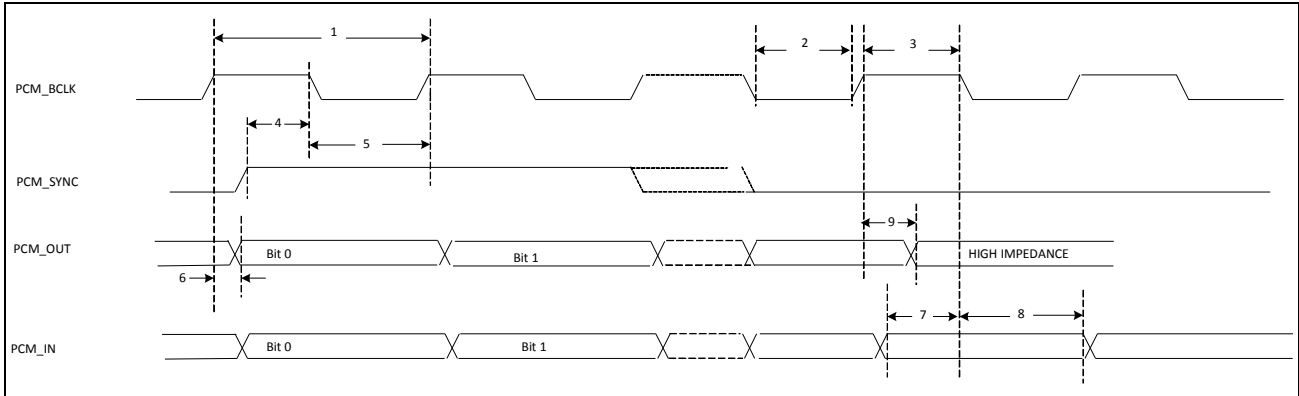 1
2
3
PCM_BCLK
4
5
PCM_SYNC
9
PCM_OUT
Bit 0
Bit 1
HIGH IMPEDANCE
6
7
8
PCM_IN
Bit 0
Bit 1